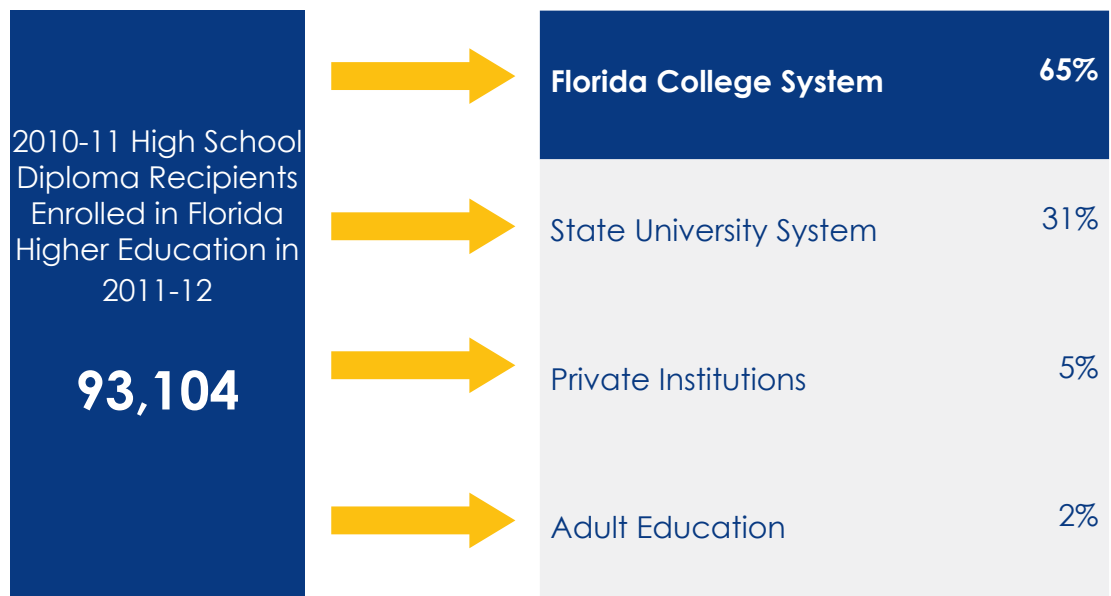 2010-11 High School
Diploma Recipients
Enrolled in Florida
Higher Education in
2011-12
93,104
Florida College System 65%
State University System 31%
Private Institutions 5%
Adult Education 2%